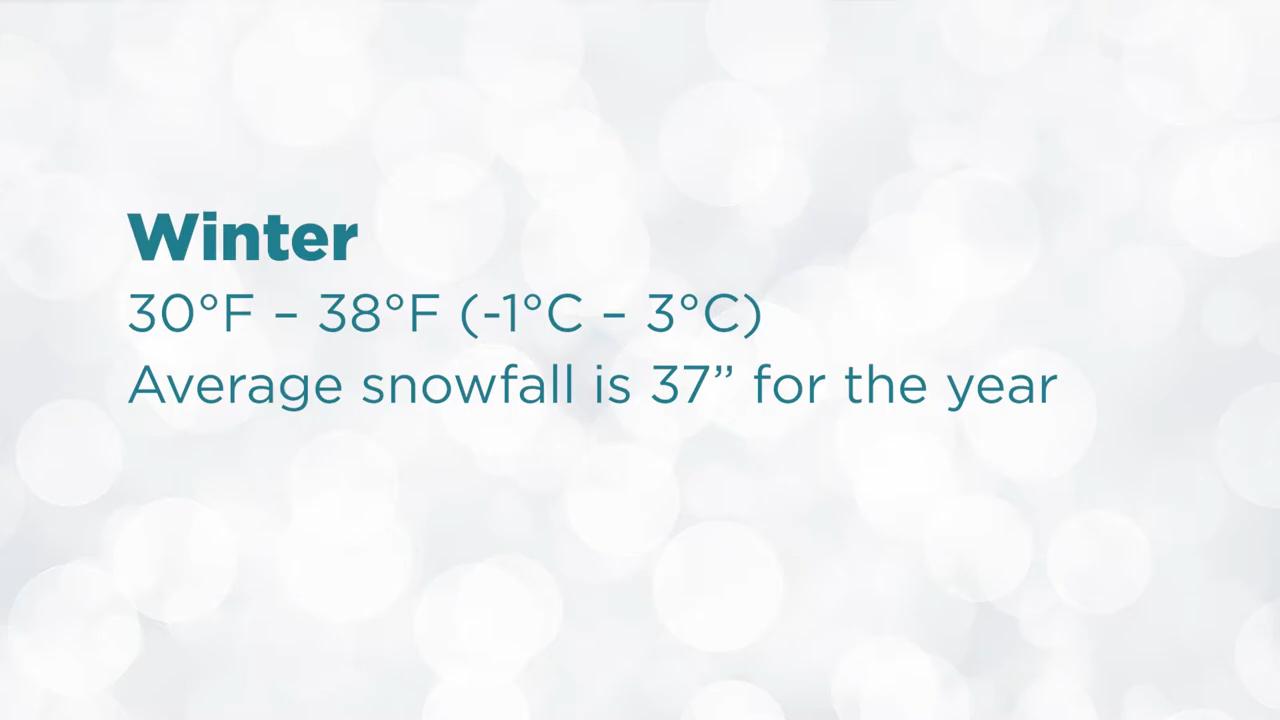 Winter
30°F – 38°F (-1°C – 3°C)
Average snowfall is 37” for the year